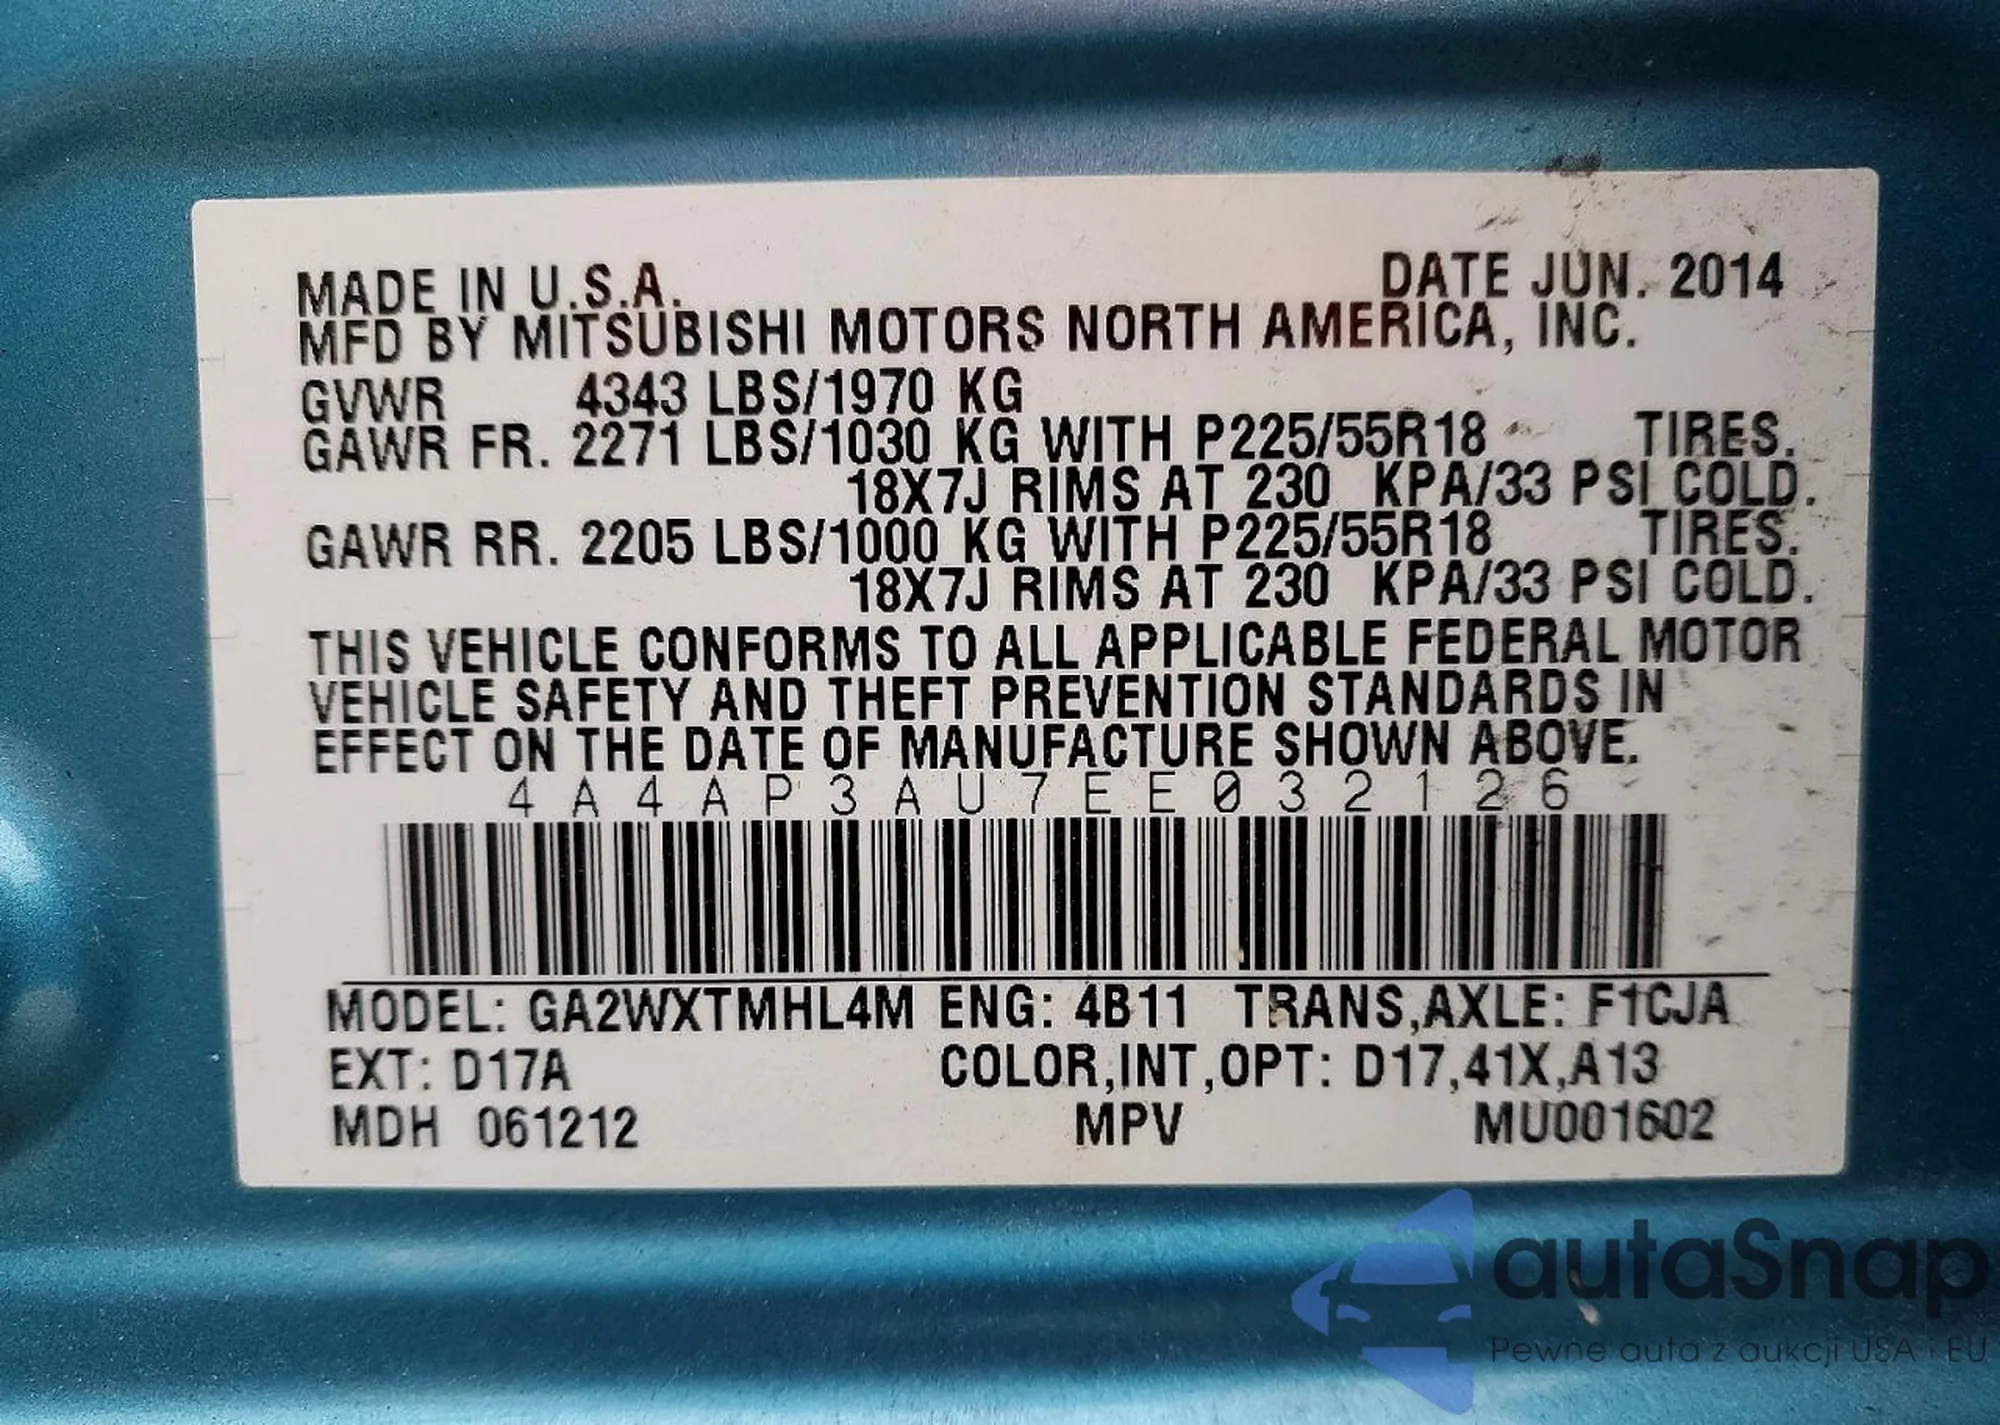 MADE IN U.S.A. DATE JUN. 2014
MFD BY MITSUBISHI MOTORS NORTH AMERICA, INC.
GVWR 4343 LBS/1970 KG
GAWR FR. 2271 LBS/1030 KG WITH P225/55R18 TIRES.
18X7J RIMS AT 230 KPA/33 PSI COLD.
GAWR RR. 2205 LBS/1000 KG WITH P225/55R18 TIRES.
18X7J RIMS AT 230 KPA/33 PSI COLD.
THIS VEHICLE CONFORMS TO ALL APPLICABLE FEDERAL MOTOR
VEHICLE SAFETY AND THEFT PREVENTION STANDARDS IN
EFFECT ON THE DATE OF MANUFACTURE SHOWN ABOVE.
4A4AP3AU7EE032126
MODEL: GA2WXTMHL4M ENG: 4B11 TRANS,AXLE: F1CJA
EXT: D17A COLOR,INT,OPT: D17,41X,A13
MDH 061212 MPV MU001602
autaSnap
Pewne auta z aukcji USA i EU